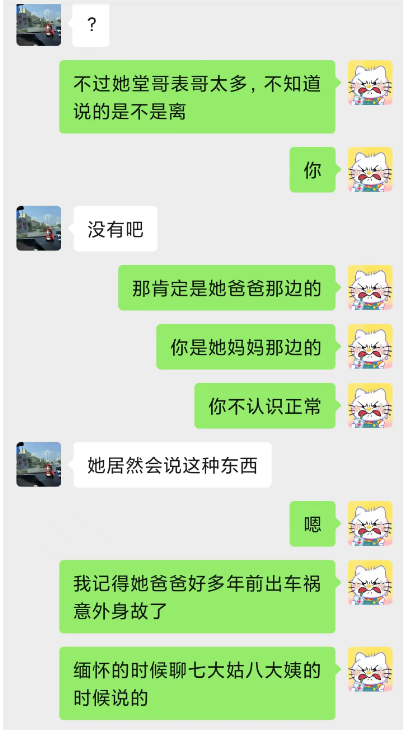 ?
不过她堂哥表哥太多，不知道
说的是不是离
你
没有吧
那肯定是她爸爸那边的
你是她妈妈那边的
你不认识正常
她居然会说这种东西
嗯
我记得她爸爸好多年前出车祸
意外身故了
缅怀的时候聊七大姑八大姨的
时候说的